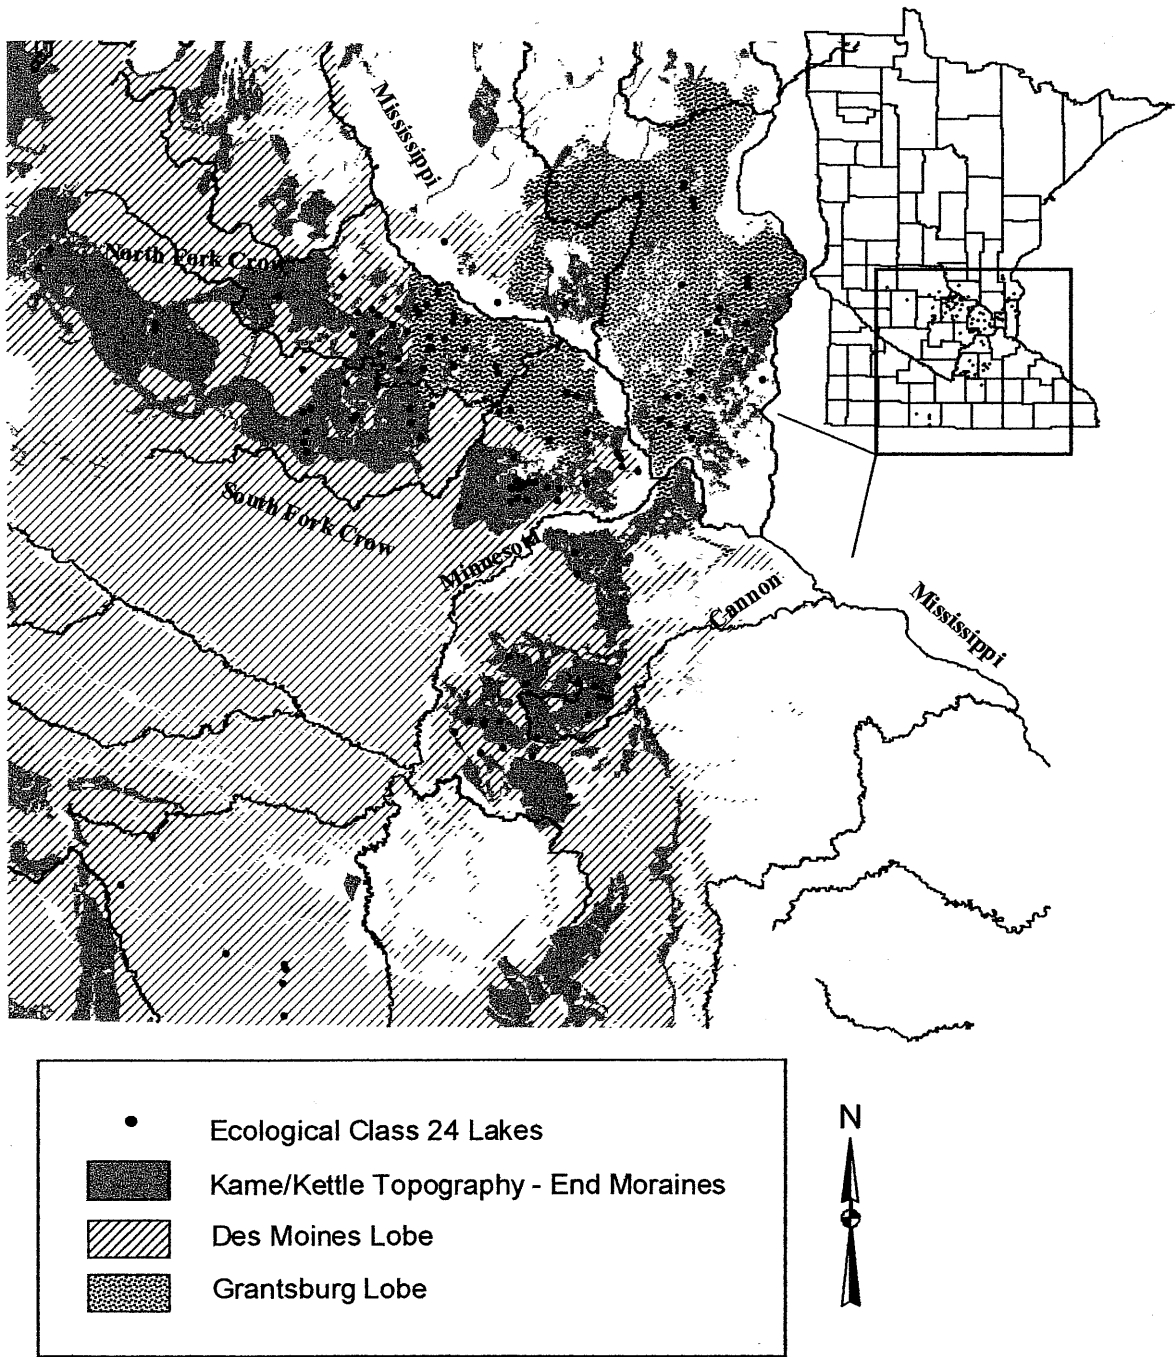 Mississippi
North Fork Crow
South Fork Crow
Minnesota
Cannon
Mississippi
Ecological Class 24 Lakes
Kame/Kettle Topography - End Moraines
Des Moines Lobe
Grantsburg Lobe
N